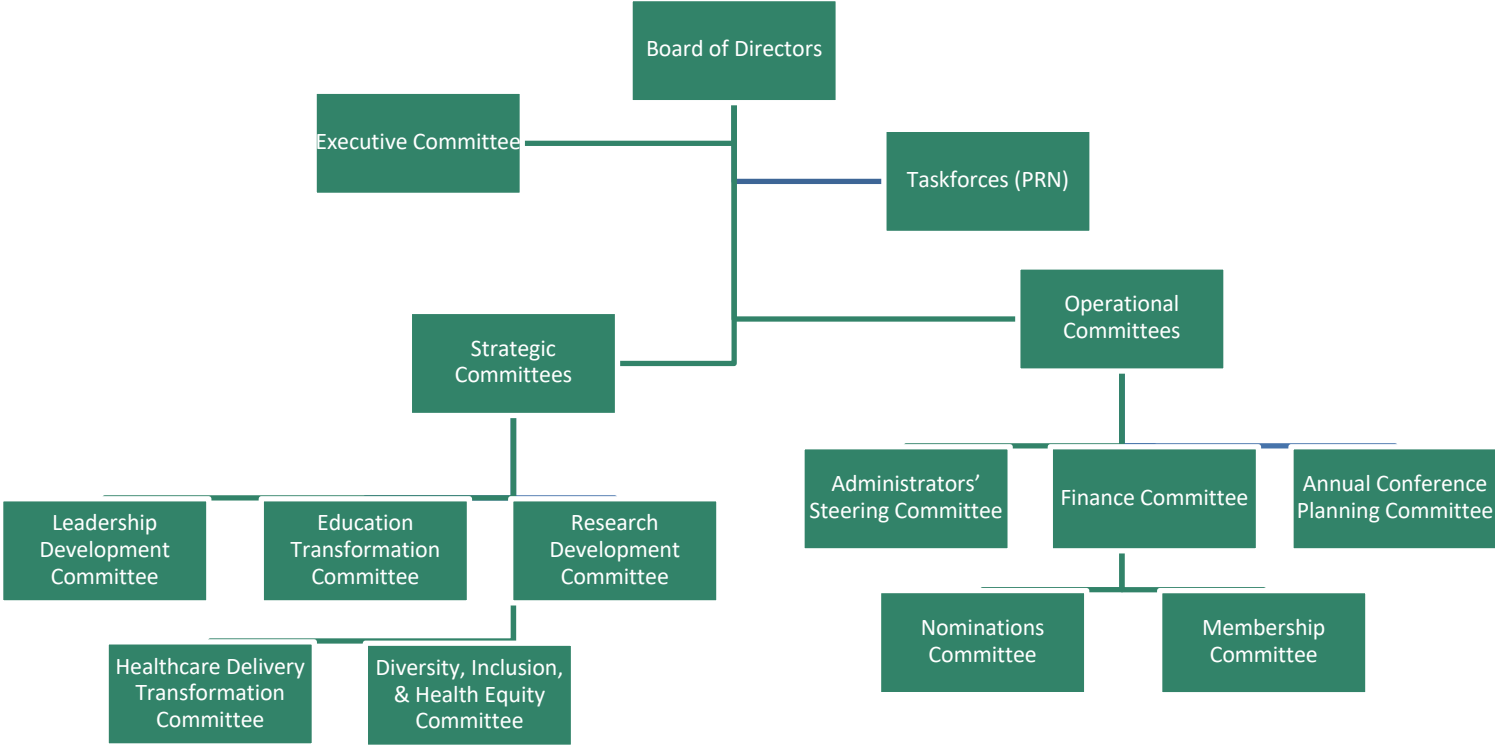 Board of Directors
Executive Committee
Taskforces (PRN)
Operational
Committees
Strategic
Committees
Administrators’
Steering Committee
Finance Committee
Annual Conference
Planning Committee
Leadership
Development
Committee
Education
Transformation
Committee
Research
Development
Committee
Nominations
Committee
Membership
Committee
Healthcare Delivery
Transformation
Committee
Diversity, Inclusion,
& Health Equity
Committee